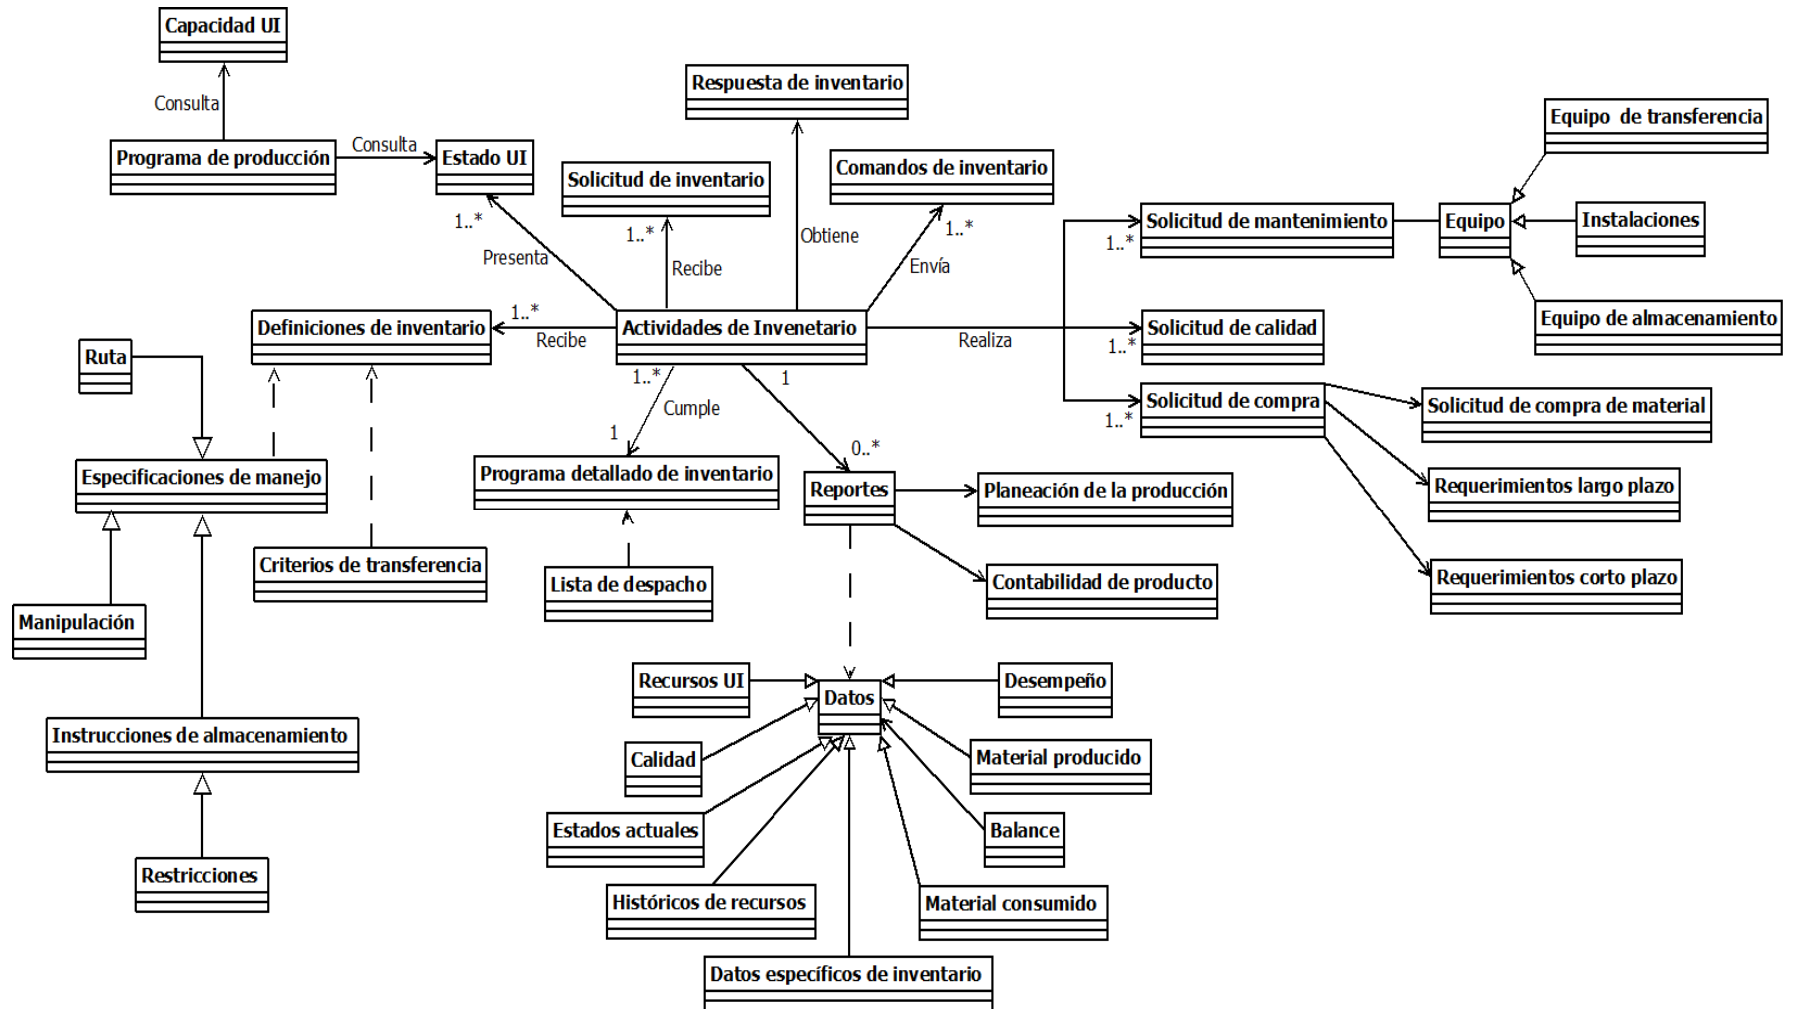 Capacidad UI
Consulta
Programa de producción
Consulta
Estado UI
1..*
Presenta
Solicitud de inventario
1..*
Recibe
Respuesta de inventario
Obtiene
Comandos de inventario
1..*
Envía
Solicitud de mantenimiento
1..*
Equipo
Equipo  de transferencia
Instalaciones
Equipo de almacenamiento
Definiciones de inventario
1..*
Recibe
Actividades de Invenetario
Realiza
Solicitud de calidad
1..*
Solicitud de compra
1..*
Solicitud de compra de material
Requerimientos largo plazo
Requerimientos corto plazo
1..*
Cumple
1
1
0..*
Ruta
Especificaciones de manejo
Programa detallado de inventario
Reportes
Planeación de la producción
Contabilidad de producto
Criterios de transferencia
Lista de despacho
Manipulación
Instrucciones de almacenamiento
Restricciones
Recursos UI
Datos
Desempeño
Calidad
Material producido
Estados actuales
Balance
Históricos de recursos
Material consumido
Datos específicos de inventario